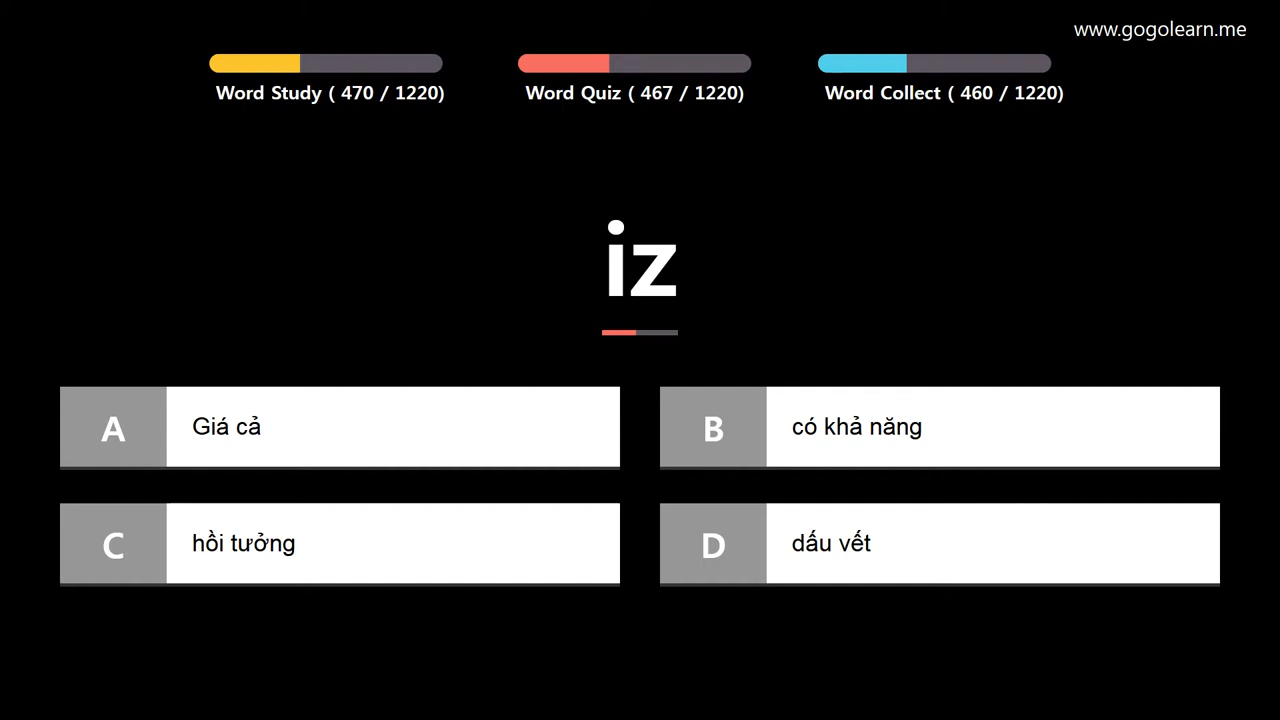 www.gogolearn.me
Word Study ( 470 / 1220)
Word Quiz ( 467 / 1220)
Word Collect ( 460 / 1220)
iz
A Giá cả
B có khả năng
C hồi tưởng
D dấu vết